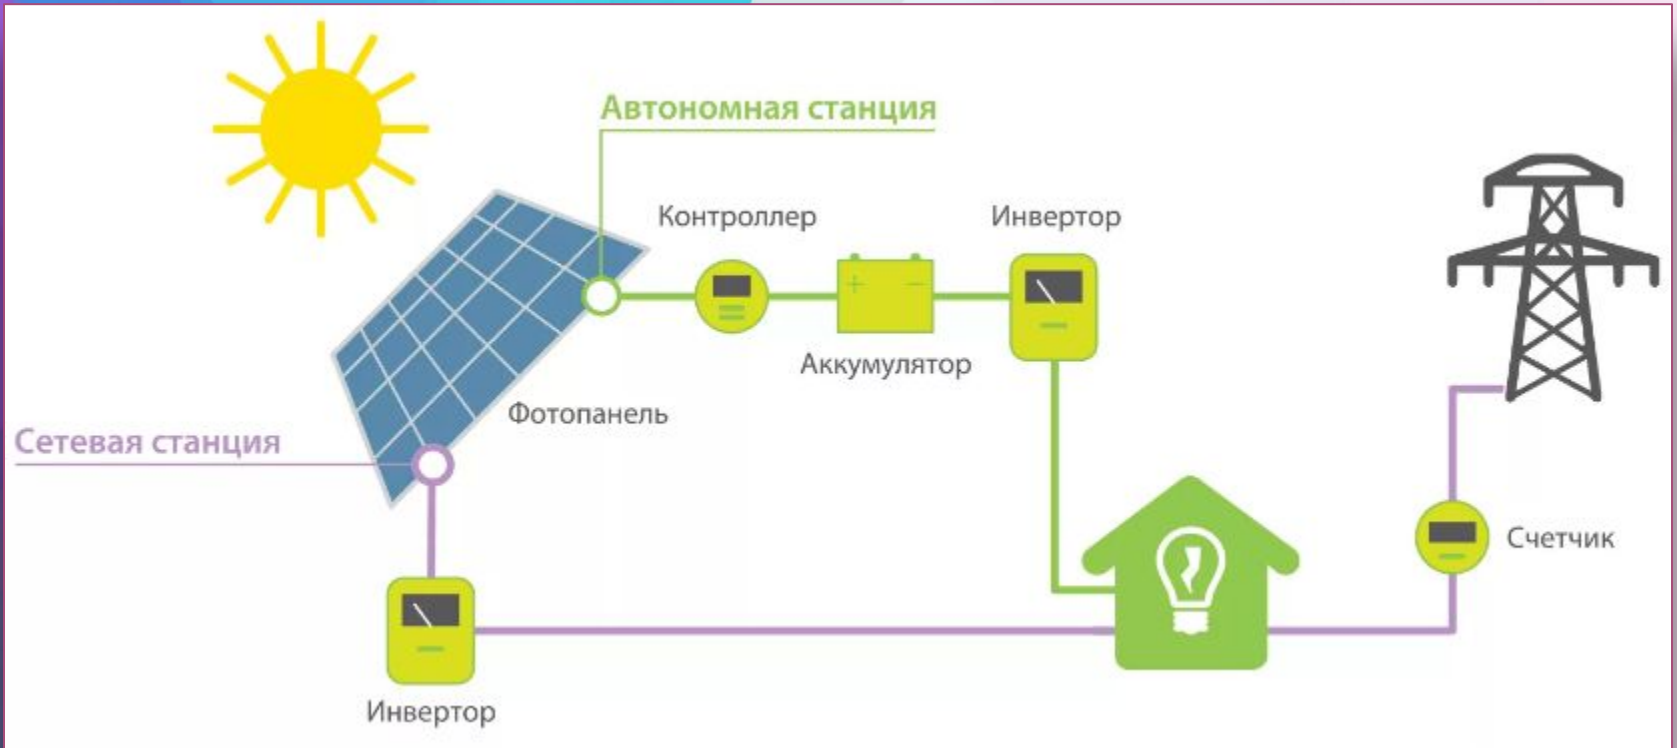 Автономная станция
Контроллер
Инвертор
Аккумулятор
Фотопанель
Сетевая станция
Счетчик
Инвертор